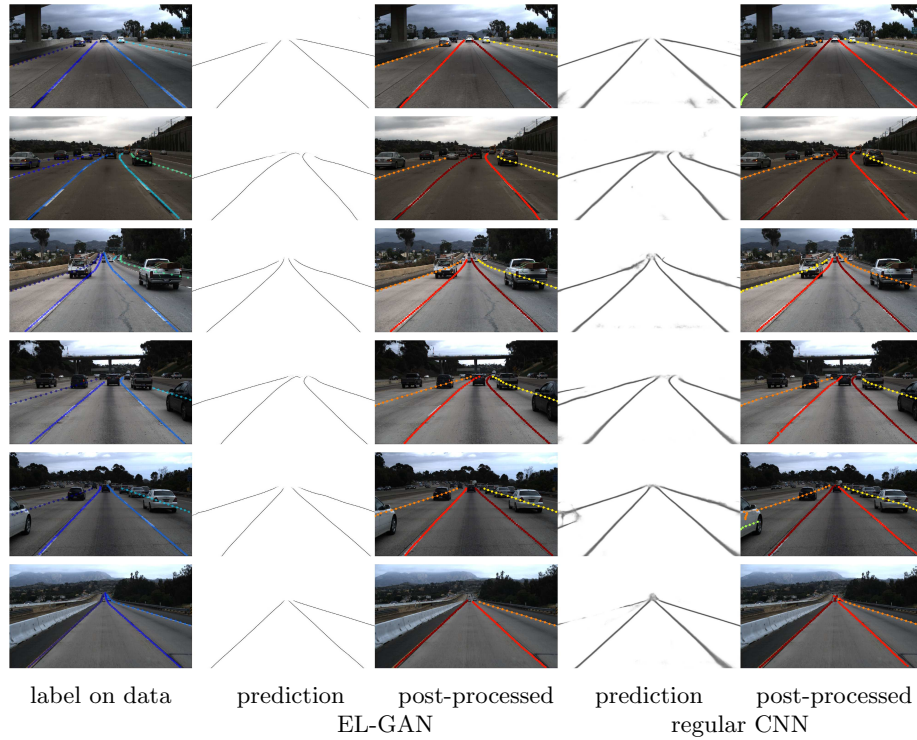 label on data prediction post-processed prediction post-processed
EL-GAN regular CNN